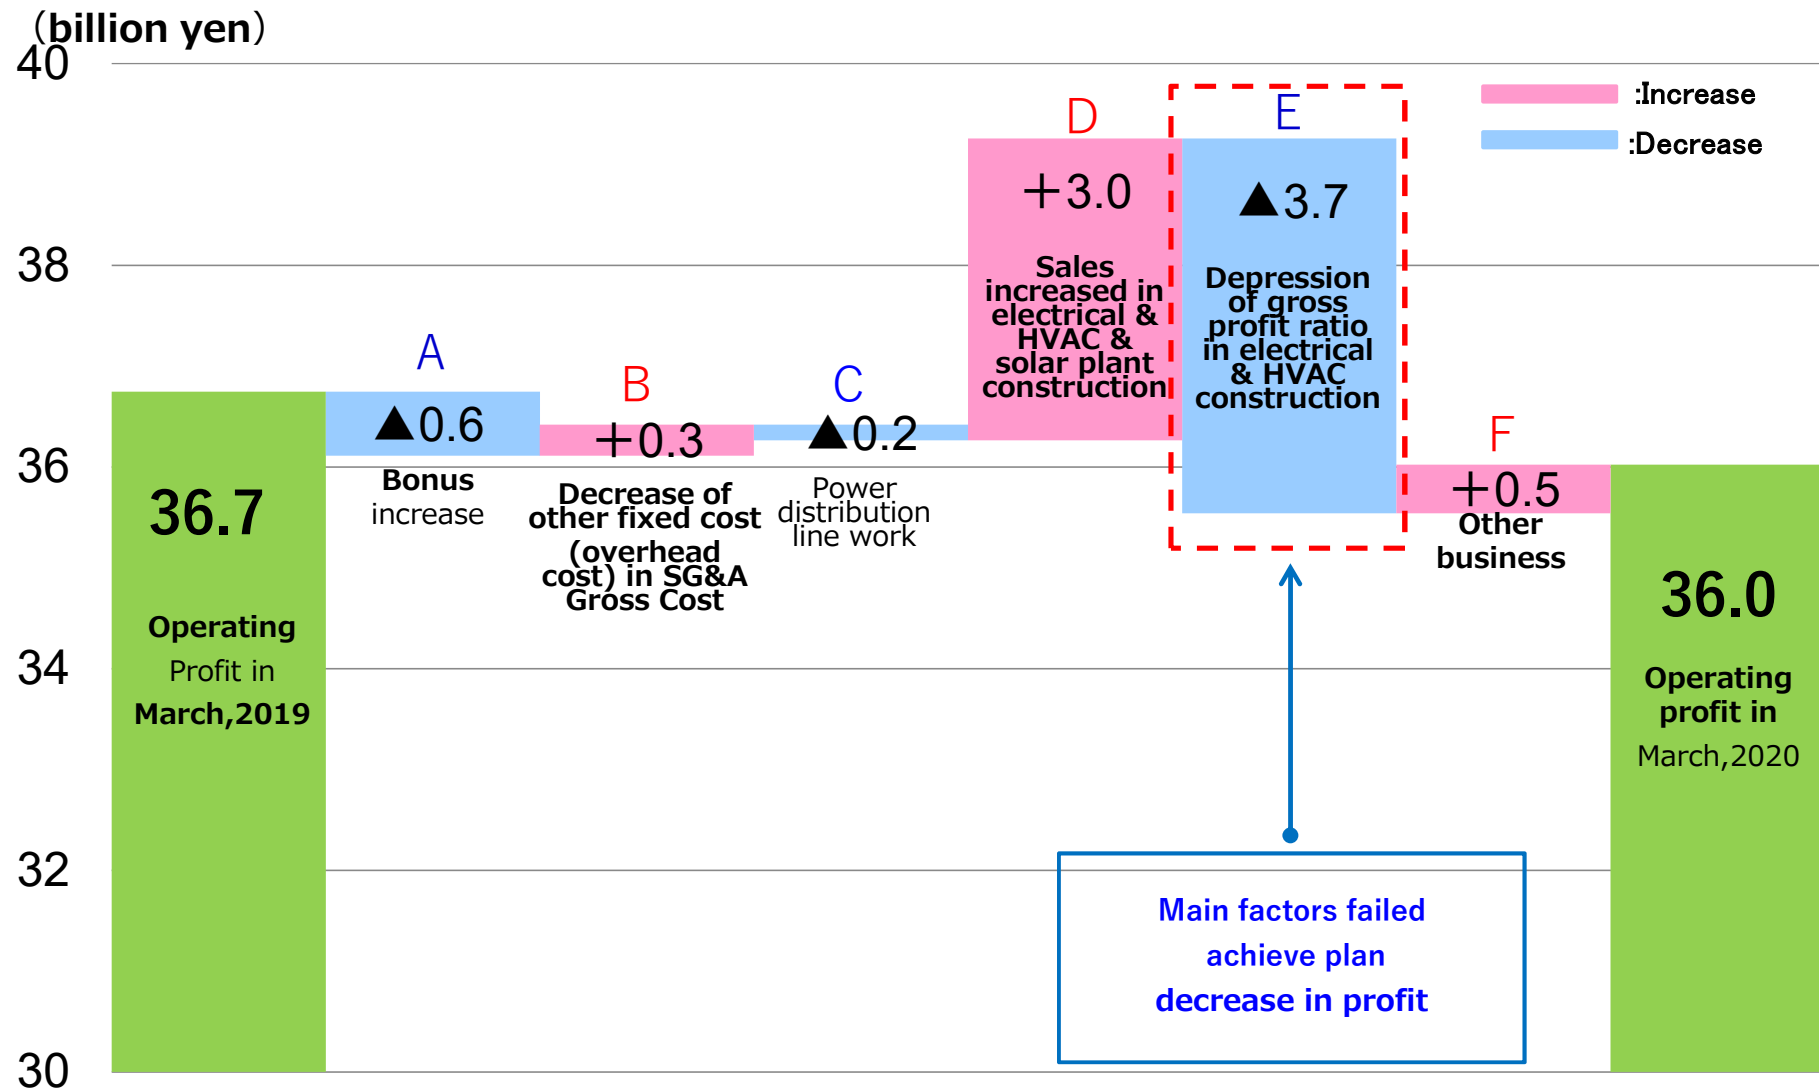 （billion yen）
40
38
36
34
32
30
:Increase
:Decrease
36.7
Operating
Profit in
March,2019
A
▲0.6
Bonus
increase
B
＋0.3
Decrease of
other fixed cost
(overhead
cost) in SG&A
Gross Cost
C
▲0.2
Power
distribution
line work
D
＋3.0
Sales
increased in
electrical &
HVAC &
solar plant
construction
E
▲3.7
Depression
of gross
profit ratio
in electrical
& HVAC
construction
F
＋0.5
Other
business
36.0
Operating
profit in
March,2020
Main factors failed
achieve plan
decrease in profit